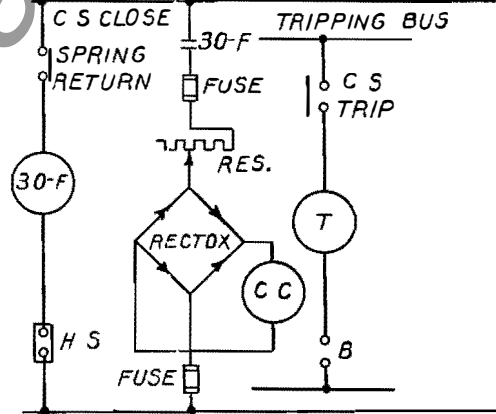 C S CLOSE
SPRING
RETURN
30-F
H S
30-F
FUSE
RES.
RECTOX
C C
FUSE
TRIPPING BUS
C S
TRIP
T
B